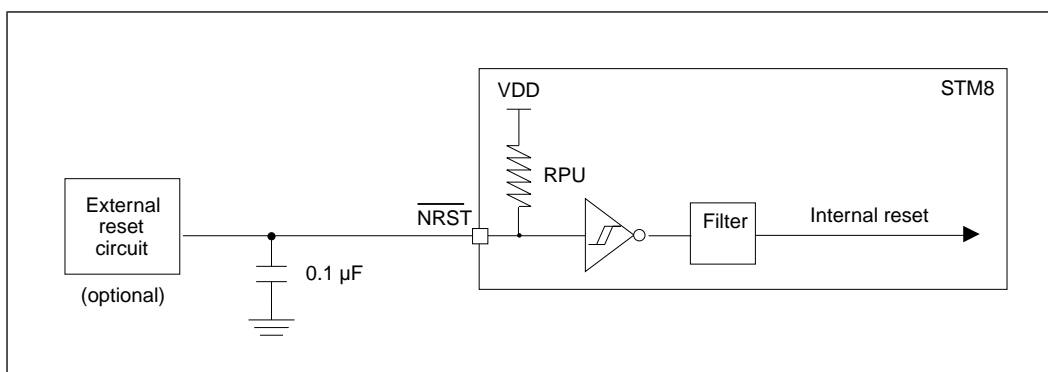 STM8
VDD
RPU
External
reset
circuit
(optional)
NRST
Filter
Internal reset
0.1 µF